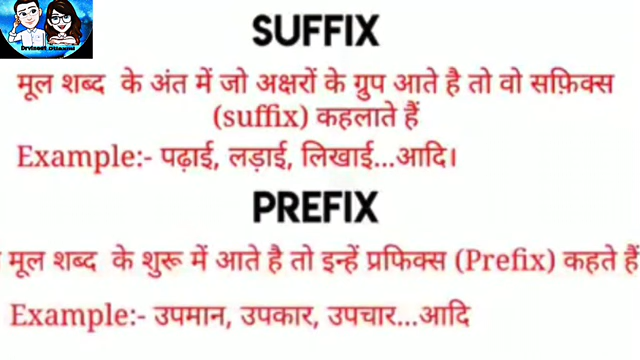 SUFFIX
मूल शब्द के अंत में जो अक्षरों के ग्रुप आते है तो वो सफ़िक्स
(suffix) कहलाते हैं
Example:- पढ़ाई, लड़ाई, लिखाई...आदि।
PREFIX
मूल शब्द के शुरू में आते है तो इन्हें प्रफिक्स (Prefix) कहते हैं
Example:- उपमान, उपकार, उपचार...आदि